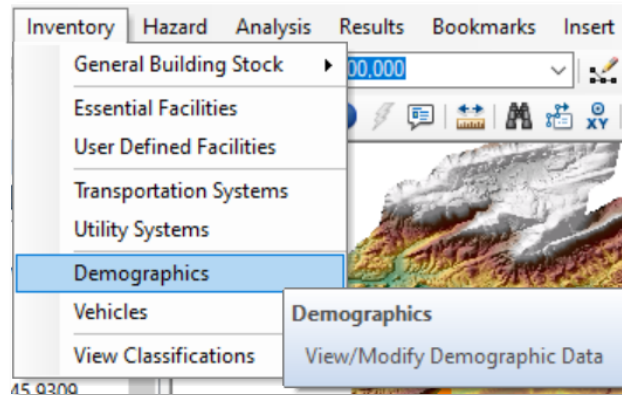 Inventory Hazard Analysis Results Bookmarks Insert
General Building Stock
00,000
Essential Facilities
User Defined Facilities
XY
Transportation Systems
Utility Systems
Demographics
Vehicles
Demographics
View/Modify Demographic Data
View Classifications
45.9309